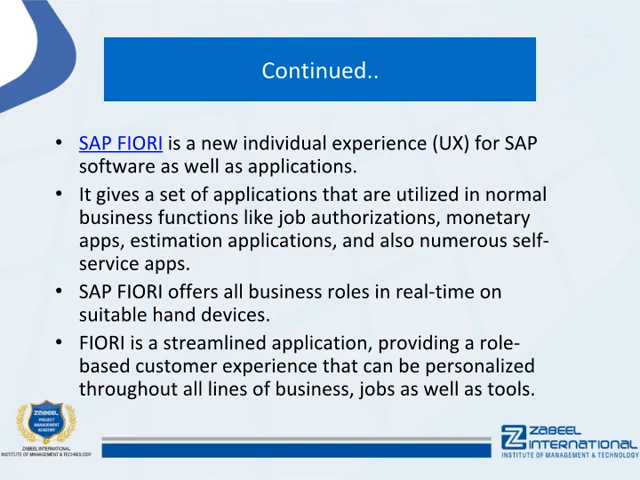 Continued..
• SAP FIORI is a new individual experience (UX) for SAP
software as well as applications.
• It gives a set of applications that are utilized in normal
business functions like job authorizations, monetary
apps, estimation applications, and also numerous self-
service apps.
• SAP FIORI offers all business roles in real-time on
suitable hand devices.
• FIORI is a streamlined application, providing a role-
based customer experience that can be personalized
throughout all lines of business, jobs as well as tools.
ZABEEL
PROJECT
MANAGEMENT
ACADEMY
ZABEEL INTERNATIONAL
INSTITUTE OF MANAGEMENT & TECHNOLOGY
ZABEEL
INTERNATIONAL
INSTITUTE OF MANAGEMENT & TECHNOLOGY